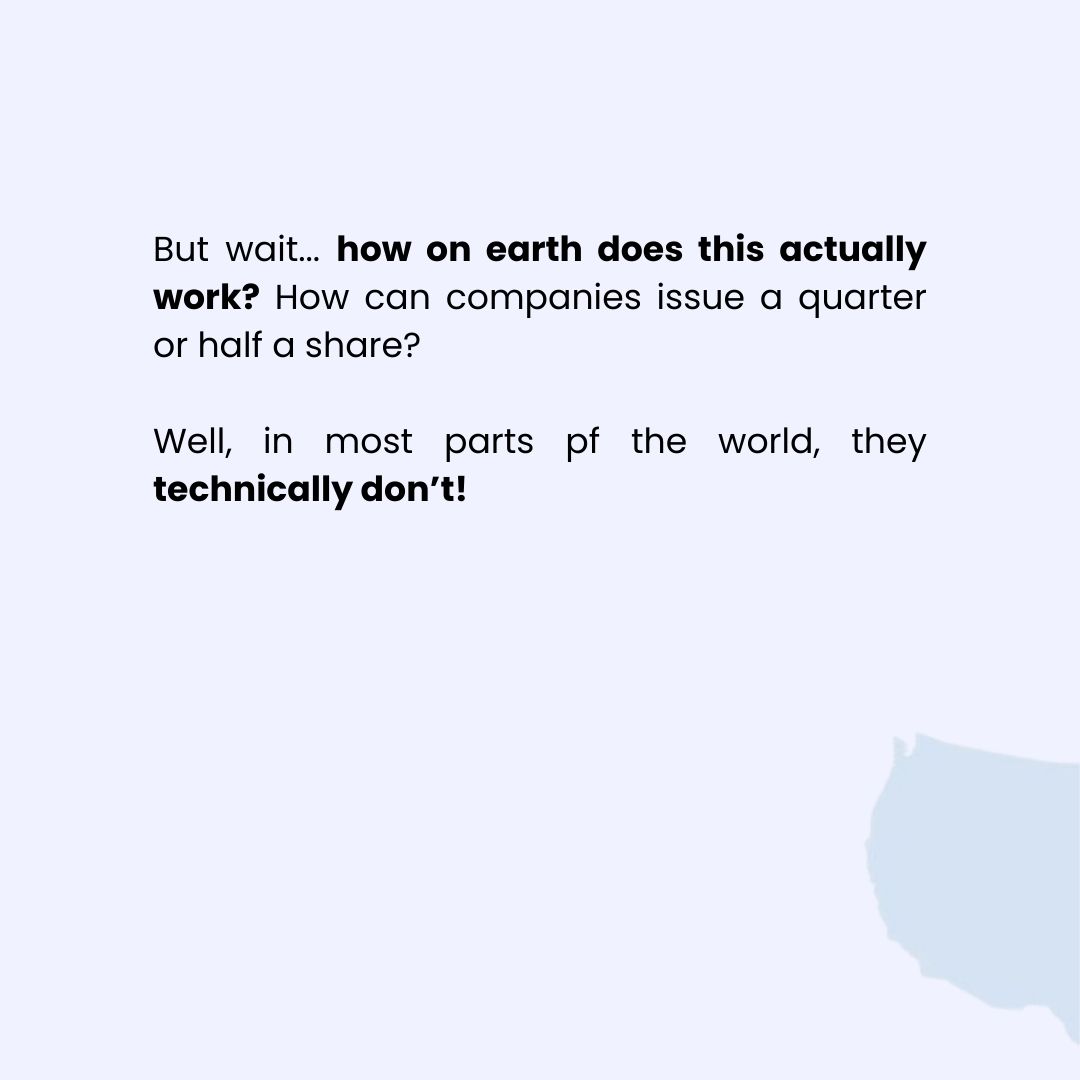 But wait... how on earth does this actually
work? How can companies issue a quarter
or half a share?
Well, in most parts pf the world, they
technically don’t!